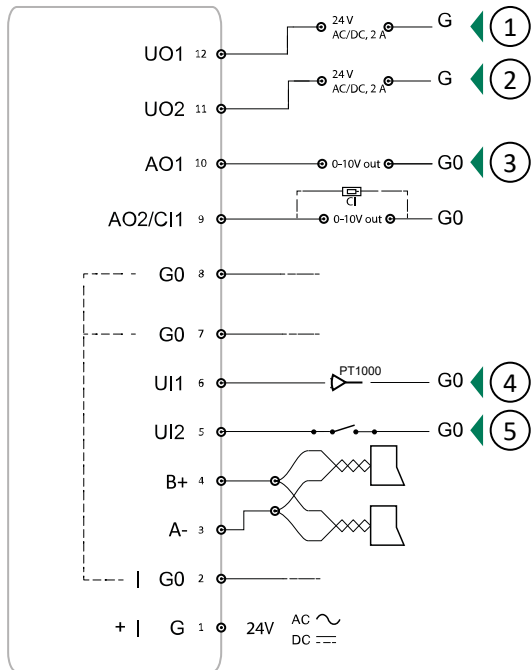 24 V
AC/DC, 2 A
G
1
UO1 12
24 V
AC/DC, 2 A
G
2
UO2 11
AO1 10 0-10V out G0
3
CI
AO2/CI1 9 0-10V out G0
G0 8
G0 7
PT1000
UI1 6 G0
4
UI2 5 G0
5
B+ 4
A- 3
G0 2
+ G 1 24V AC
DC